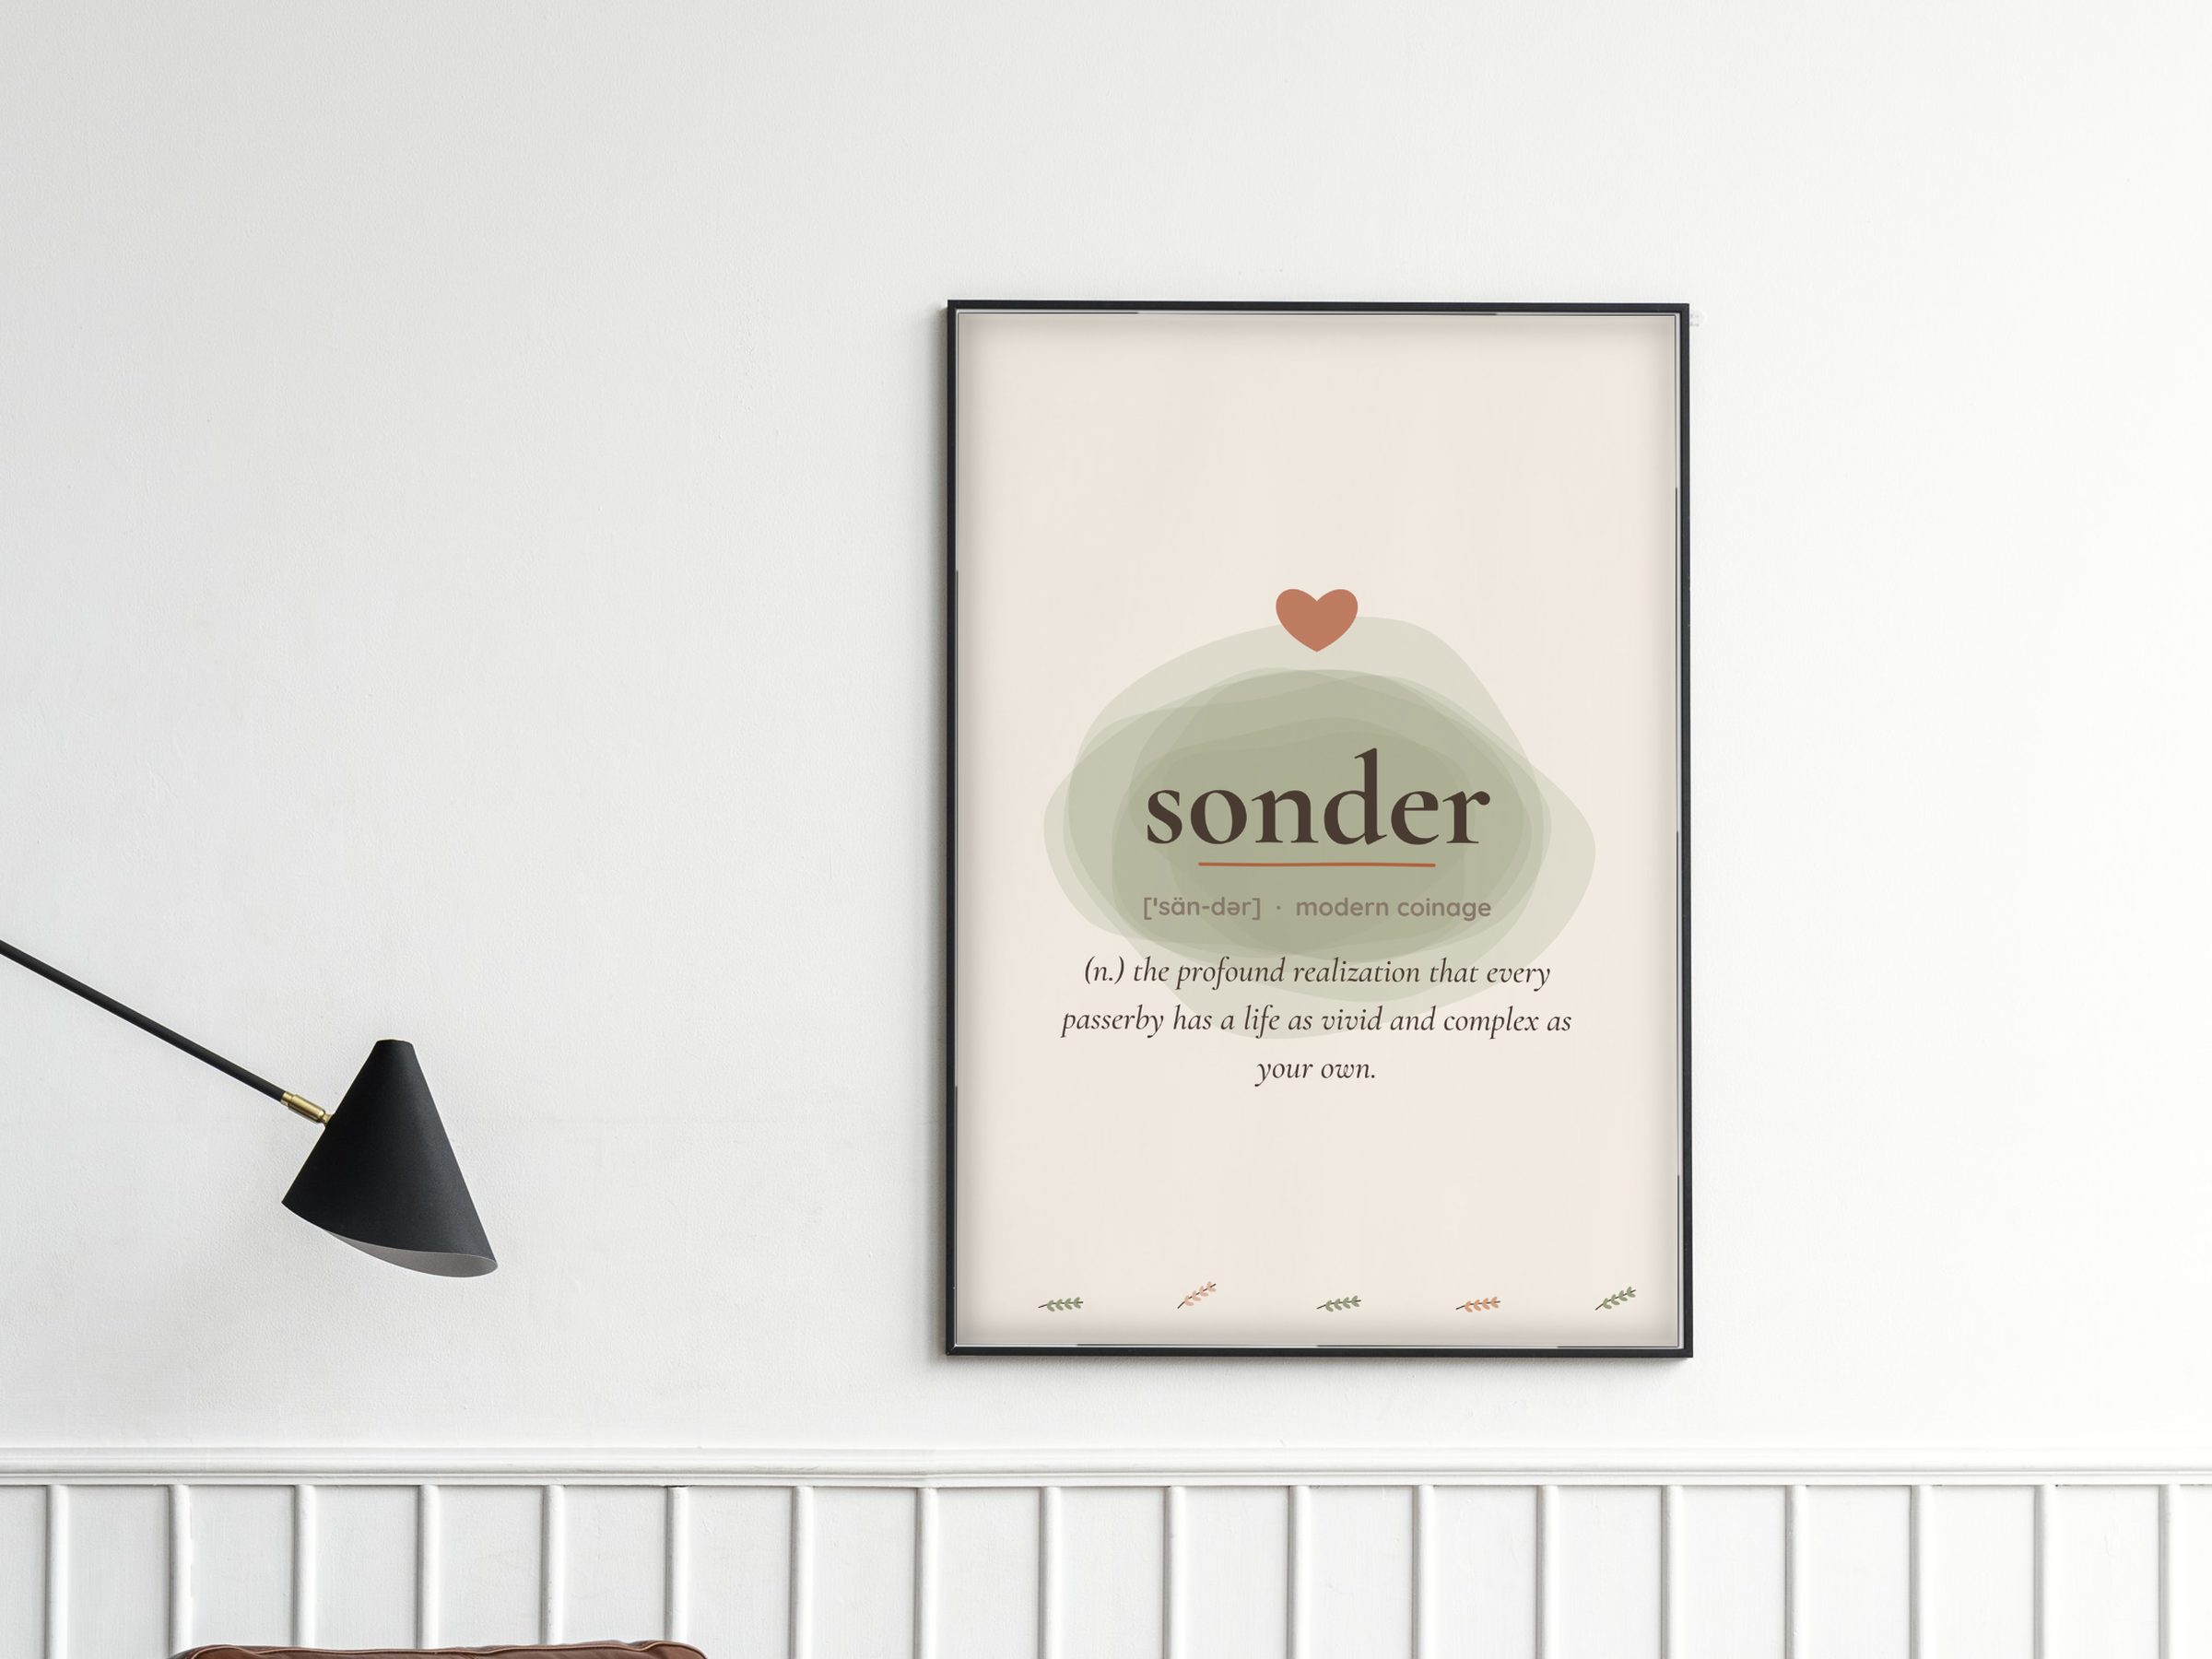 sonder
['sän-dər] · modern coinage
(n.) the profound realization that every
passerby has a life as vivid and complex as
your own.